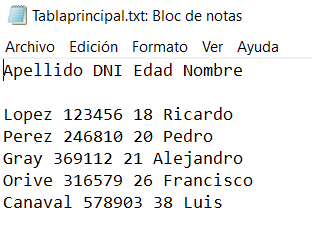 Tablaprincipal.txt: Bloc de notas
Archivo Edición Formato Ver Ayuda
Apellido DNI Edad Nombre
Lopez 123456 18 Ricardo
Perez 246810 20 Pedro
Gray 369112 21 Alejandro
Orive 316579 26 Francisco
Canaval 578903 38 Luis